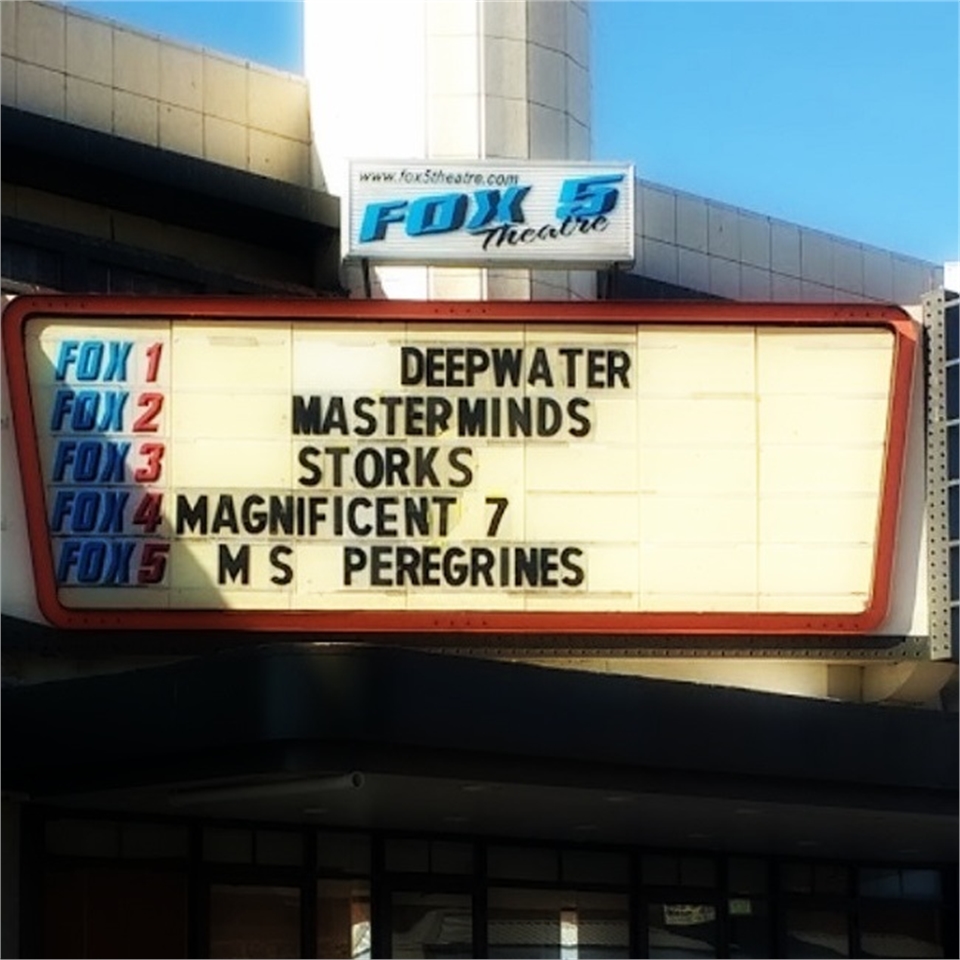 www.fox5theatre.com
FOX 5
Theatre
FOX 1 DEEPWATER
FOX 2 MASTERMINDS
FOX 3 STORKS
FOX 4 MAGNIFICENT 7
FOX 5 MS PEREGRINES